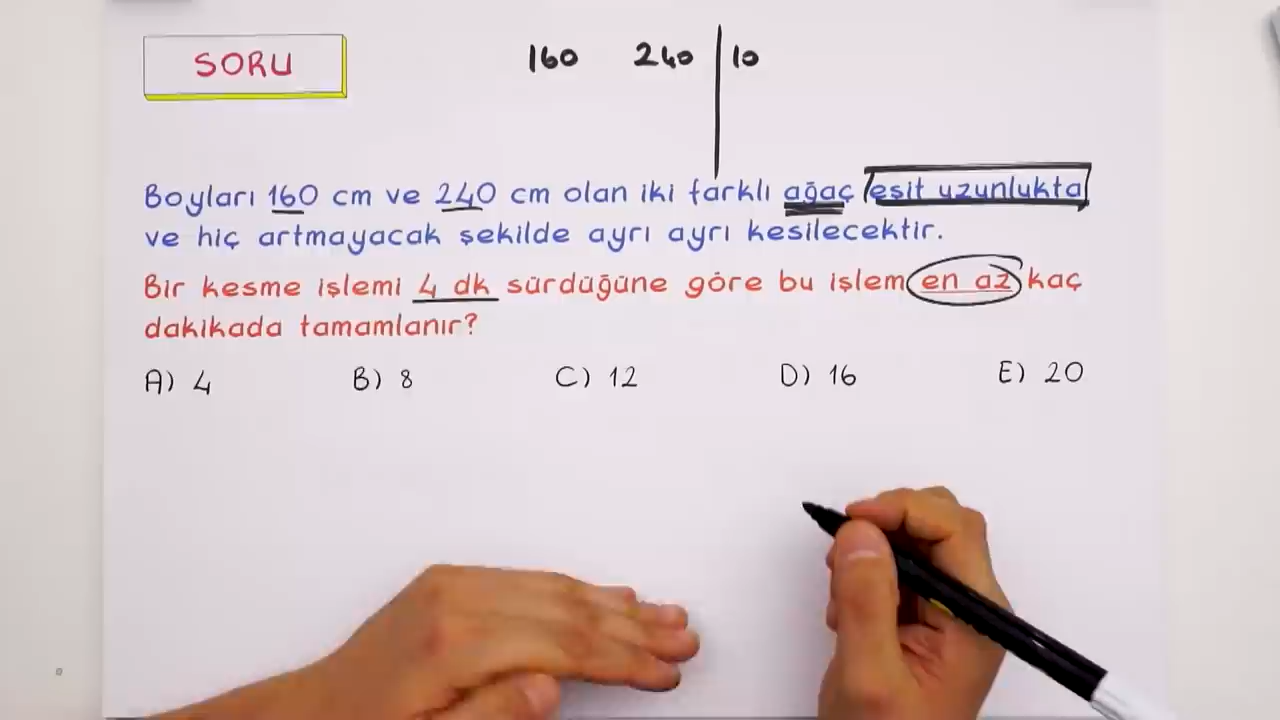 SORU
160 240 10
Boyları 160 cm ve 240 cm olan iki farklı ağaç eşit uzunlukta
ve hiç artmayacak şekilde ayrı ayrı kesilecektir.
Bir kesme işlemi 4 dk sürdüğüne göre bu işlem en az kaç
dakikada tamamlanır?
A) 4 B) 8 C) 12 D) 16 E) 20